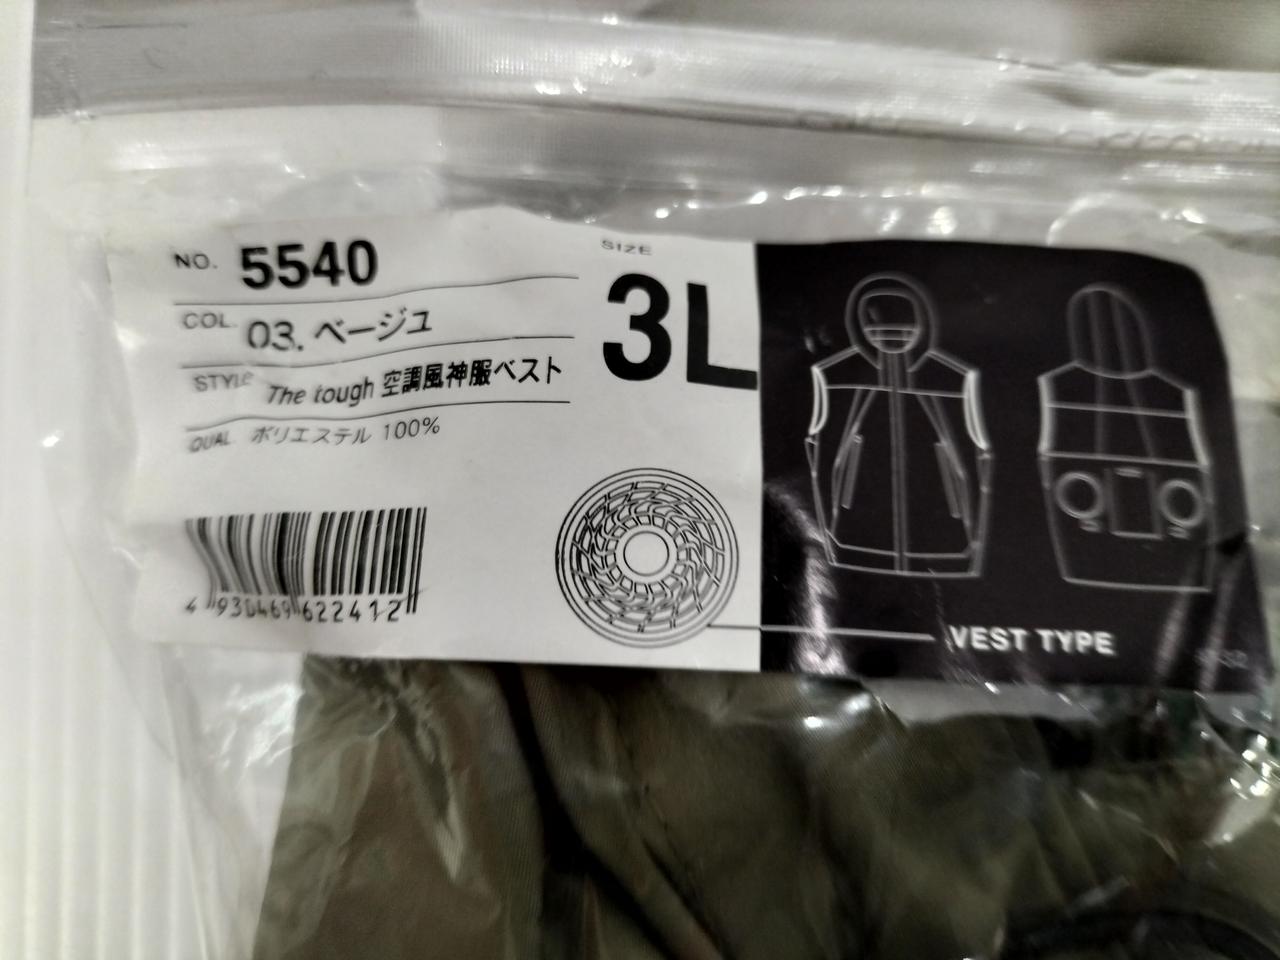 NO. 5540
COL. 03. ベージュ
STYLE The tough 空調風神服ベスト
QUAL ポリエステル 100%
SIZE
3L
4 930469 622412
VEST TYPE